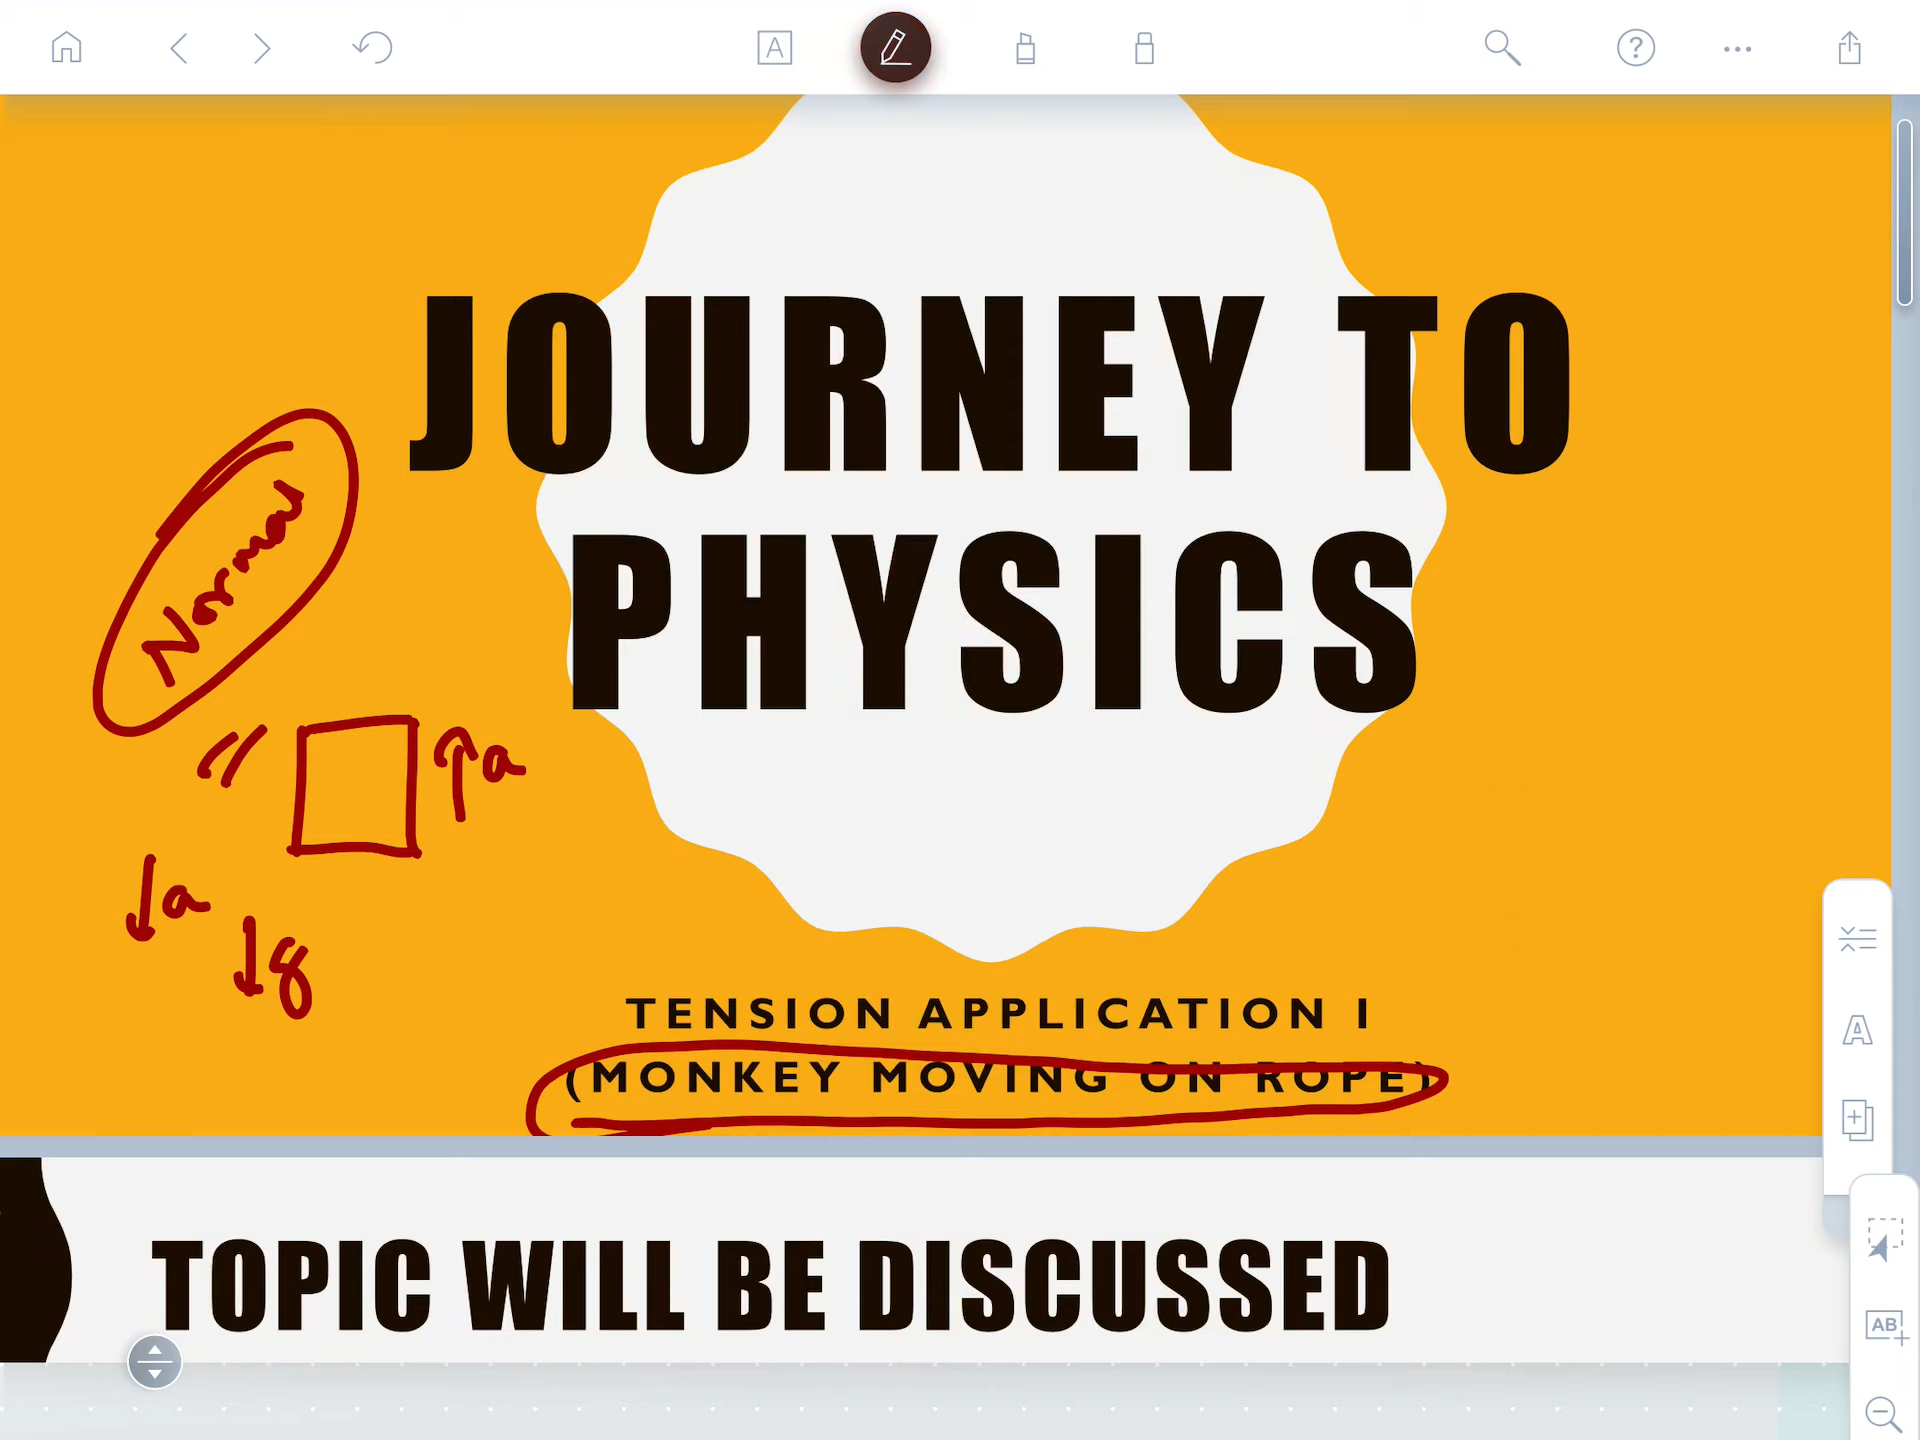 JOURNEY TO
PHYSICS
Normal
↑a
↓a
↓g
TENSION APPLICATION I
(MONKEY MOVING ON ROPE)
TOPIC WILL BE DISCUSSED